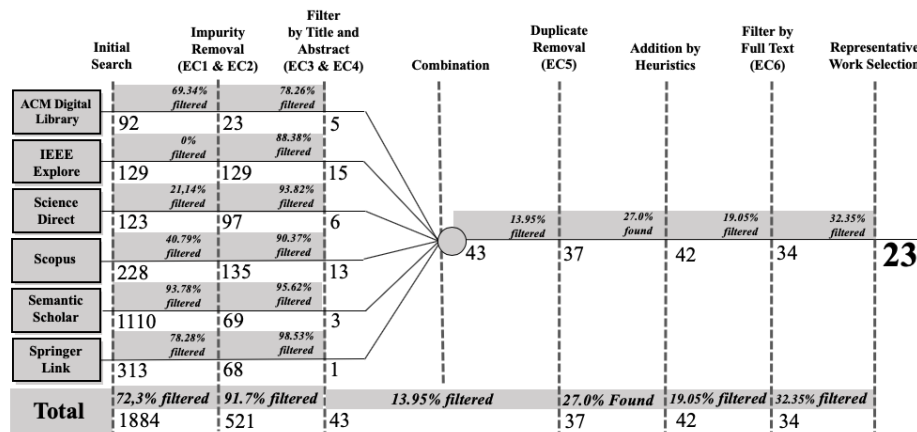 Initial
Search
Impurity
Removal
(EC1 & EC2)
Filter
by Title and
Abstract
(EC3 & EC4)
Combination
Duplicate
Removal
(EC5)
Addition by
Heuristics
Filter by
Full Text
(EC6)
Representative
Work Selection
ACM Digital
Library
69.34%
filtered
78.26%
filtered
92
23
5
IEEE
Explore
0%
filtered
88.38%
filtered
129
129
15
Science
Direct
21,14%
filtered
93.82%
filtered
123
97
6
Scopus
40.79%
filtered
90.37%
filtered
228
135
13
Semantic
Scholar
93.78%
filtered
95.62%
filtered
1110
69
3
Springer
Link
78.28%
filtered
98.53%
filtered
313
68
1
13.95%
filtered
27.0%
found
19.05%
filtered
32.35%
filtered
43
37
42
34
23
Total
72,3% filtered
91.7% filtered
13.95% filtered
27.0% Found
19.05% filtered
32.35% filtered
1884
521
43
37
42
34